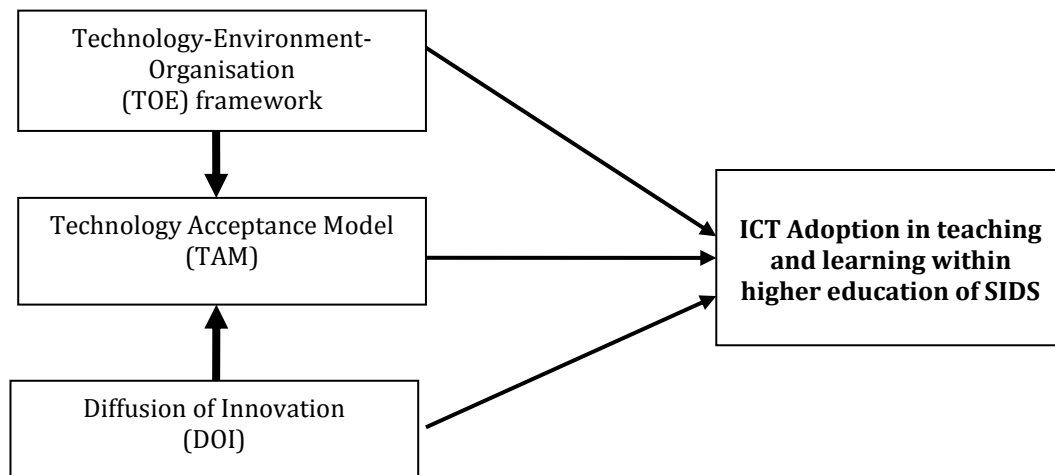 Technology-Environment-
Organisation
(TOE) framework
Technology Acceptance Model
(TAM)
ICT Adoption in teaching
and learning within
higher education of SIDS
Diffusion of Innovation
(DOI)